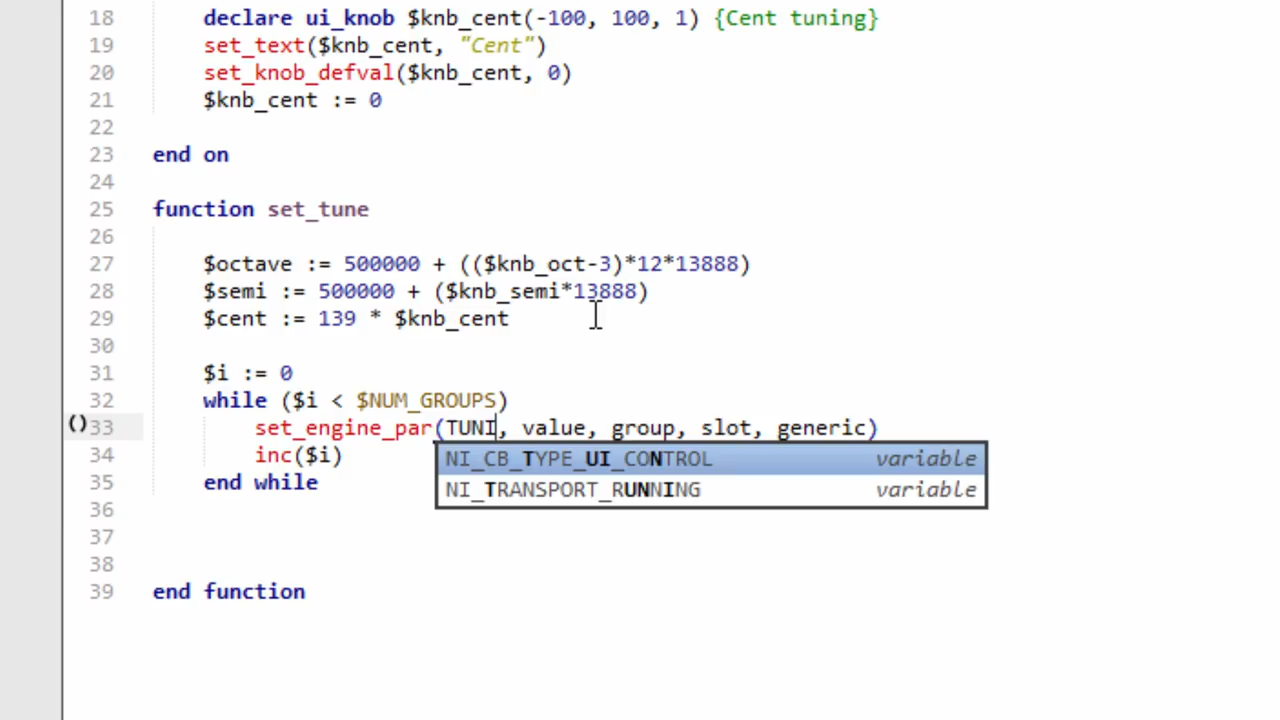 18 declare ui_knob $knb_cent(-100, 100, 1) {Cent tuning}
19 set_text($knb_cent, "Cent")
20 set_knob_defval($knb_cent, 0)
21 $knb_cent := 0
22
23 end on
24
25 function set_tune
26
27 $octave := 500000 + (($knb_oct-3)*12*13888)
28 $semi := 500000 + ($knb_semi*13888)
29 $cent := 139 * $knb_cent
30
31 $i := 0
32 while ($i < $NUM_GROUPS)
()33 set_engine_par(TUNI, value, group, slot, generic)
NI_CB_TYPE_UI_CONTROL variable
34 inc($i)
NI_TRANSPORT_RUNNING variable
35 end while
36
37
38
39 end function